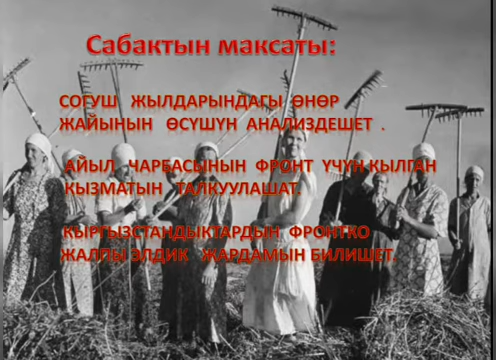 Сабактын максаты:
СОГУШ ЖЫЛДАРЫНДАГЫ ӨНӨР
ЖАЙЫНЫН ӨСҮШҮН АНАЛИЗДЕШЕТ .
АЙЫЛ ЧАРБАСЫНЫН ФРОНТ ҮЧҮН КЫЛГАН
КЫЗМАТЫН ТАЛКУУЛАШАТ.
КЫРГЫЗСТАНДЫКТАРДЫН ФРОНТКО
ЖАЛПЫ ЭЛДИК ЖАРДАМЫН БИЛИШЕТ.